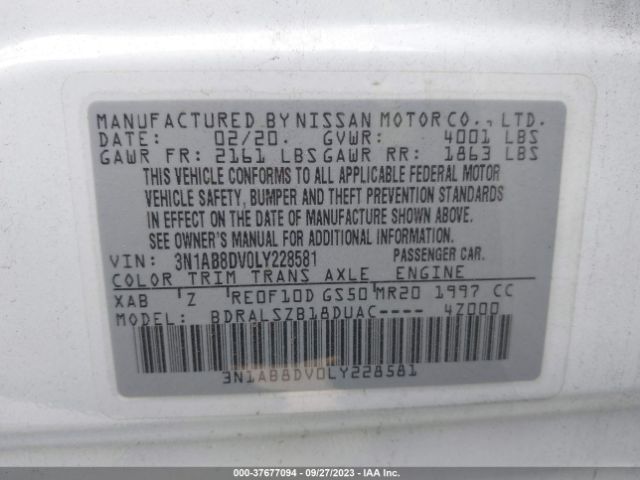 MANUFACTURED BY NISSAN MOTOR CO., LTD.
DATE: 02/20. GVWR: 4001 LBS
GAWR FR: 2161 LBS GAWR RR: 1863 LBS
THIS VEHICLE CONFORMS TO ALL APPLICABLE FEDERAL MOTOR
VEHICLE SAFETY, BUMPER AND THEFT PREVENTION STANDARDS
IN EFFECT ON THE DATE OF MANUFACTURE SHOWN ABOVE.
SEE OWNER'S MANUAL FOR ADDITIONAL INFORMATION.
VIN: 3N1AB8DV0LY228581 PASSENGER CAR.
COLOR TRIM TRANS AXLE ENGINE
XAB Z RE0F10D GS50 MR20 1997 CC
MODEL: BDRALSZB18DUAC---- 4Z000
3N1AB8DV0LY228581
000-37677094 - 09/27/2023 - IAA Inc.